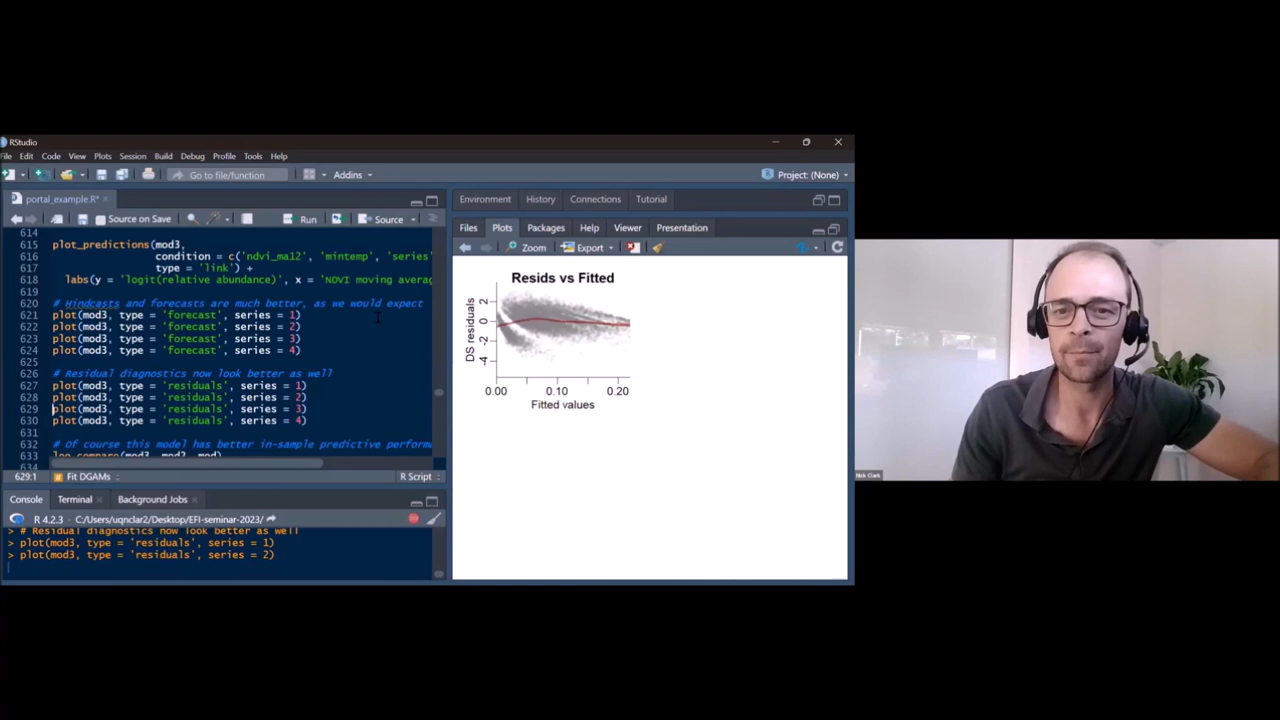 RStudio
File Edit Code View Plots Session Build Debug Profile Tools Help
Go to file/function Addins Project: (None)
portal_example.R*
Source on Save Run Source
614
615 plot_predictions(mod3,
616 condition = c('ndvi_ma12', 'mintemp', 'series'
617 type = 'link') +
618 labs(y = 'logit(relative abundance)', x = 'NDVI moving averag
619
620 # Hindcasts and forecasts are much better, as we would expect
621 plot(mod3, type = 'forecast', series = 1)
622 plot(mod3, type = 'forecast', series = 2)
623 plot(mod3, type = 'forecast', series = 3)
624 plot(mod3, type = 'forecast', series = 4)
625
626 # Residual diagnostics now look better as well
627 plot(mod3, type = 'residuals', series = 1)
628 plot(mod3, type = 'residuals', series = 2)
629 plot(mod3, type = 'residuals', series = 3)
630 plot(mod3, type = 'residuals', series = 4)
631
632 # Of course this model has better in-sample predictive perform
633 loo_compare(mod3, mod2, mod)
634
629:1 Fit DGAMs R Script
Console Terminal Background Jobs
R 4.2.3 · C:/Users/uqnclar2/Desktop/EFI-seminar-2023/
> # Residual diagnostics now look better as well
> plot(mod3, type = 'residuals', series = 1)
> plot(mod3, type = 'residuals', series = 2)
Environment History Connections Tutorial
Files Plots Packages Help Viewer Presentation
Zoom Export
Resids vs Fitted
DS residuals
2
0
-2
-4
0.00 0.10 0.20
Fitted values
Nick Clark